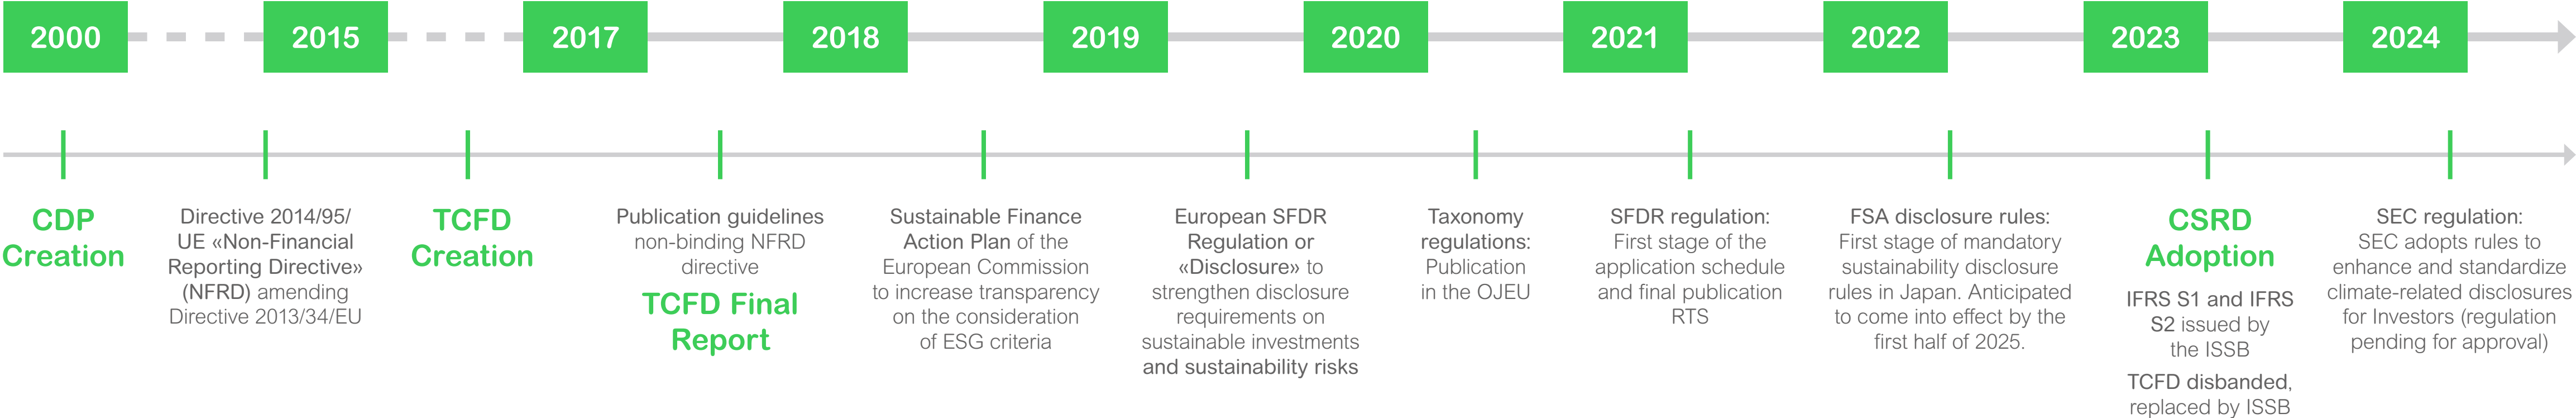 2000
2015
2017
2018
2019
2020
2021
2022
2023
2024
CDP
Creation
Directive 2014/95/
UE «Non-Financial
Reporting Directive»
(NFRD) amending
Directive 2013/34/EU
TCFD
Creation
Publication guidelines
non-binding NFRD
directive
TCFD Final
Report
Sustainable Finance
Action Plan of the
European Commission
to increase transparency
on the consideration
of ESG criteria
European SFDR
Regulation or
«Disclosure» to
strengthen disclosure
requirements on
sustainable investments
and sustainability risks
Taxonomy
regulations:
Publication
in the OJEU
SFDR regulation:
First stage of the
application schedule
and final publication
RTS
FSA disclosure rules:
First stage of mandatory
sustainability disclosure
rules in Japan. Anticipated
to come into effect by the
first half of 2025.
CSRD
Adoption
IFRS S1 and IFRS
S2 issued by
the ISSB
TCFD disbanded,
replaced by ISSB
SEC regulation:
SEC adopts rules to
enhance and standardize
climate-related disclosures
for Investors (regulation
pending for approval)